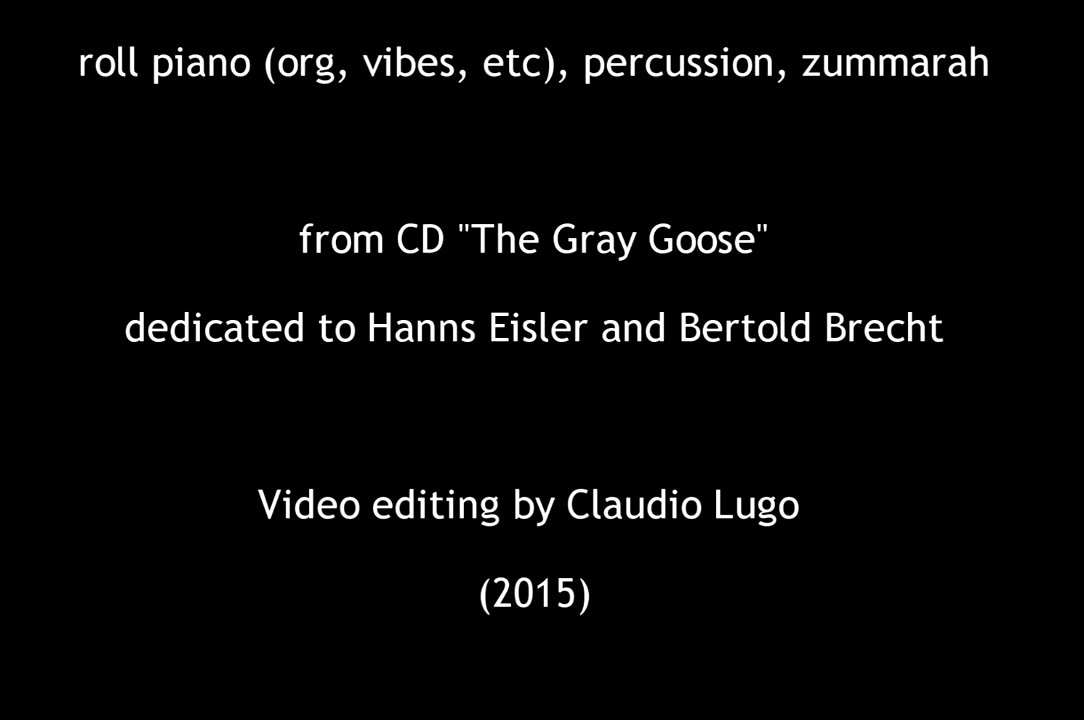 roll piano (org, vibes, etc), percussion, zummarah
from CD "The Gray Goose"
dedicated to Hanns Eisler and Bertold Brecht
Video editing by Claudio Lugo
(2015)